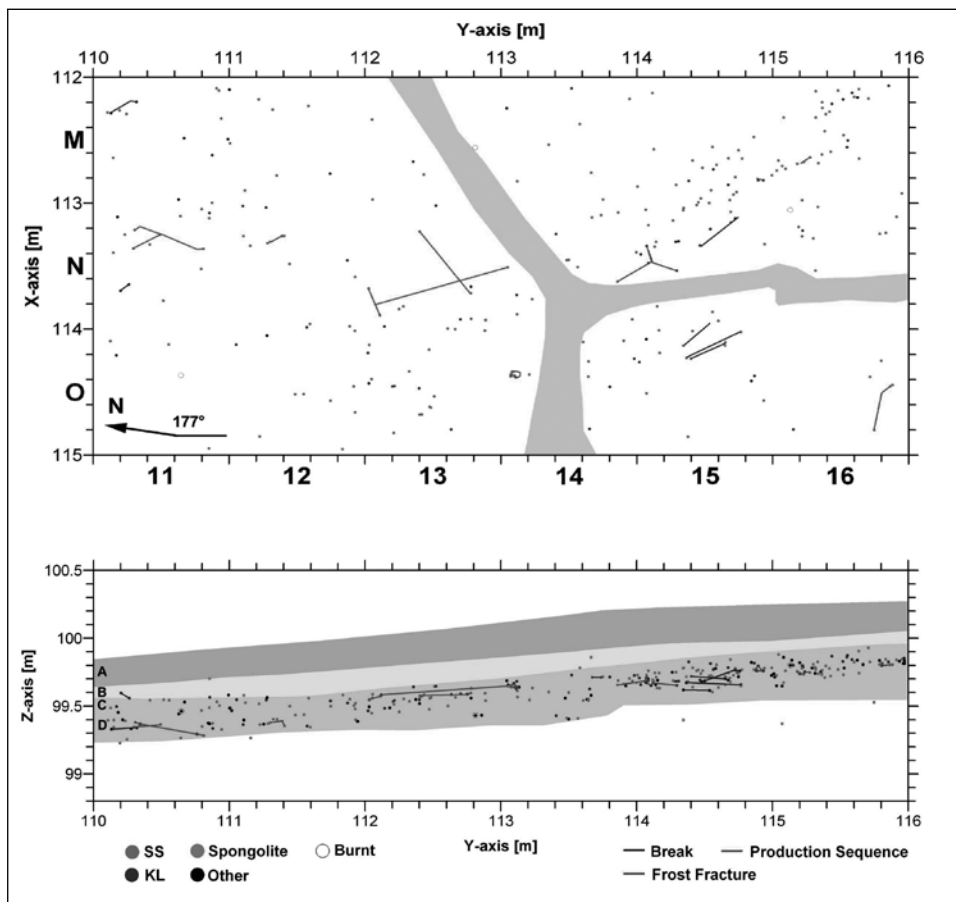 Y-axis [m]
110 111 112 113 114 115 116
112
M
113
N
114
O
115
X-axis [m]
N 177°
11 12 13 14 15 16
100.5
100
99.5
99
Z-axis [m]
A
B
C
D
110 111 112 113 114 115 116
Y-axis [m]
SS Spongolite Burnt Break Production Sequence
KL Other Frost Fracture